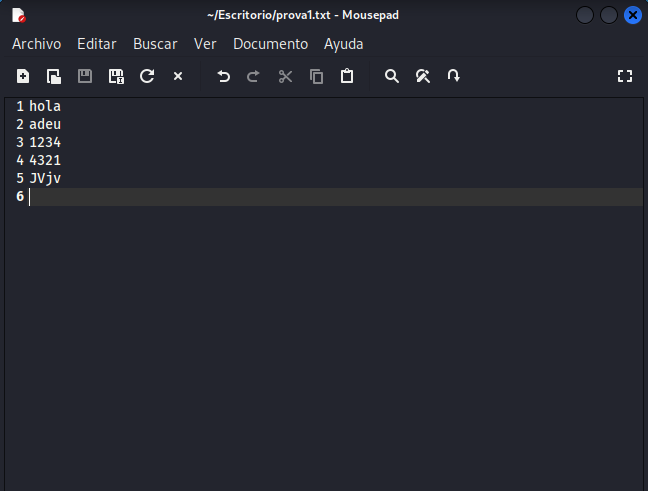 ~/Escritorio/prova1.txt - Mousepad
Archivo Editar Buscar Ver Documento Ayuda
1 hola
2 adeu
3 1234
4 4321
5 JVjv
6